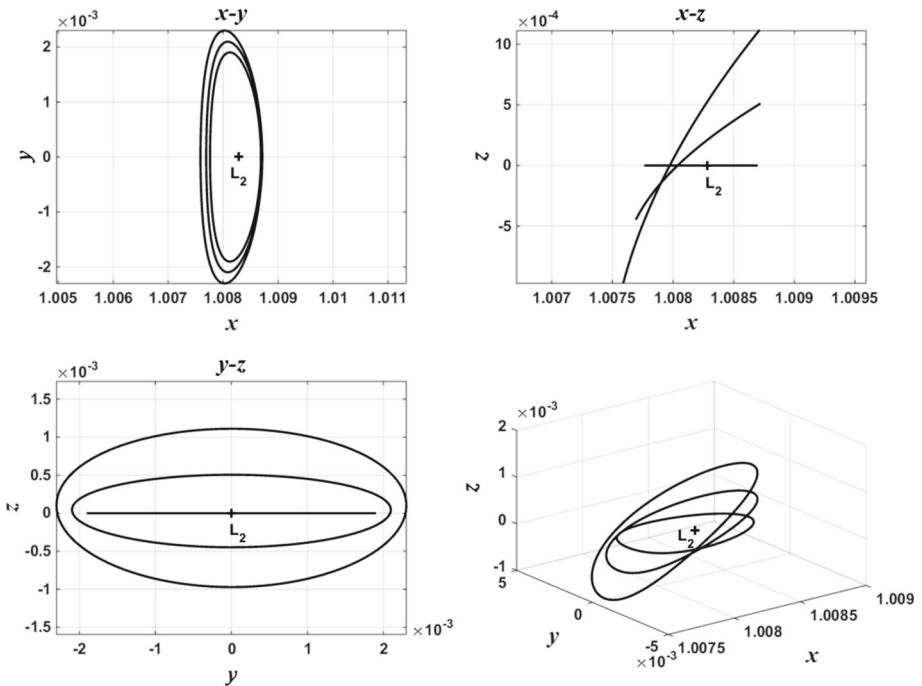 x-y
×10⁻³
2
1
0
-1
-2
y
L₂
1.005 1.006 1.007 1.008 1.009 1.01 1.011
x
x-z
×10⁻⁴
10
5
0
-5
z
L₂
1.007 1.0075 1.008 1.0085 1.009 1.0095
x
y-z
×10⁻³
1.5
1
0.5
0
-0.5
-1
-1.5
z
L₂
-2 -1 0 1 2
×10⁻³
y
×10⁻³
2
1
0
-1
z
L₂
5
0
-5
×10⁻³
y
1.0075
1.008
1.0085
1.009
x